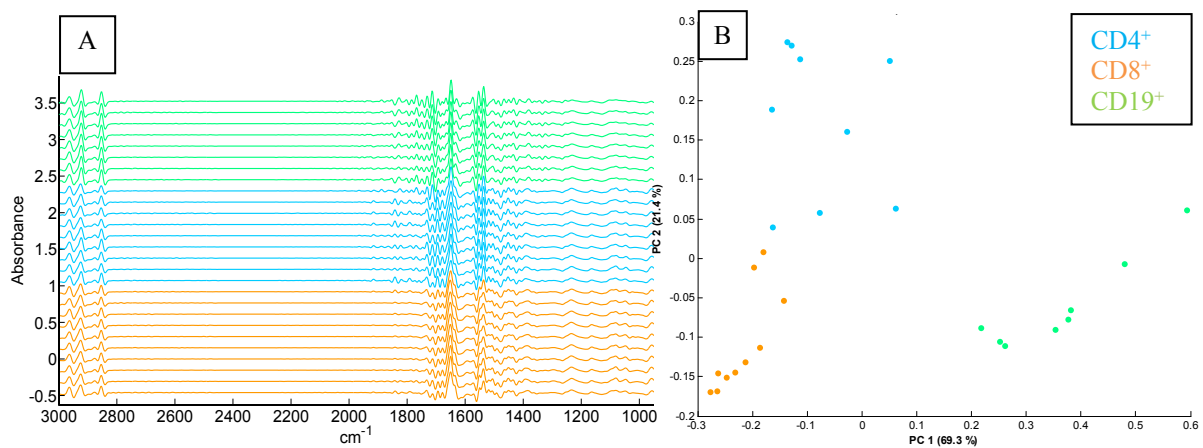 A
Absorbance
3.5
3
2.5
2
1.5
1
0.5
0
-0.5
3000 2800 2600 2400 2200 2000 1800 1600 1400 1200 1000
cm⁻¹
B
CD4⁺
CD8⁺
CD19⁺
PC 2 (21.4 %)
0.25
0.2
0.15
0.1
0.05
0
-0.05
-0.1
-0.15
-0.2
-0.3 -0.2 -0.1 0 0.1 0.2 0.3 0.4 0.5 0.6
PC 1 (69.3 %)